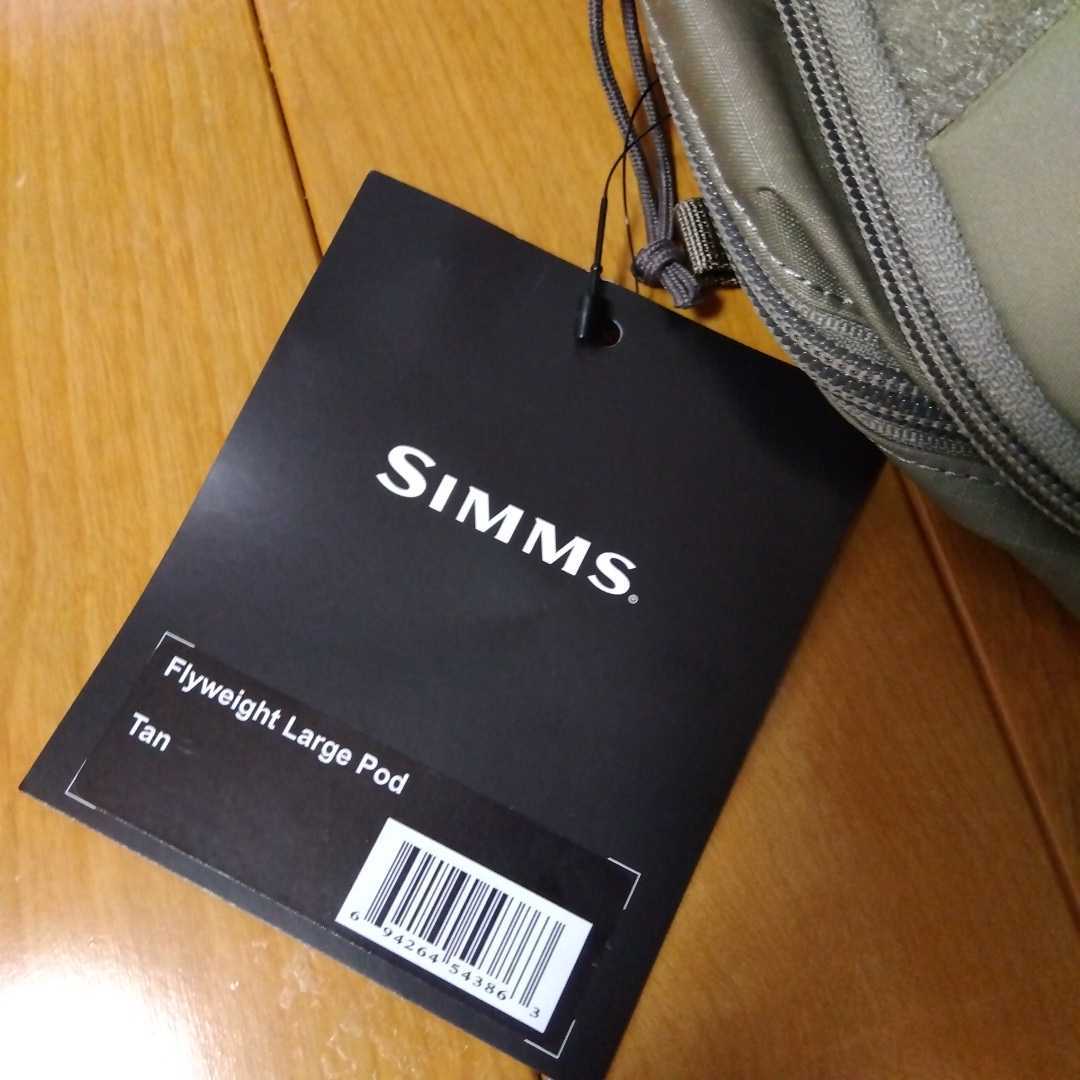 SIMMS®
Flyweight Large Pod
Tan
6 94264 54386 3